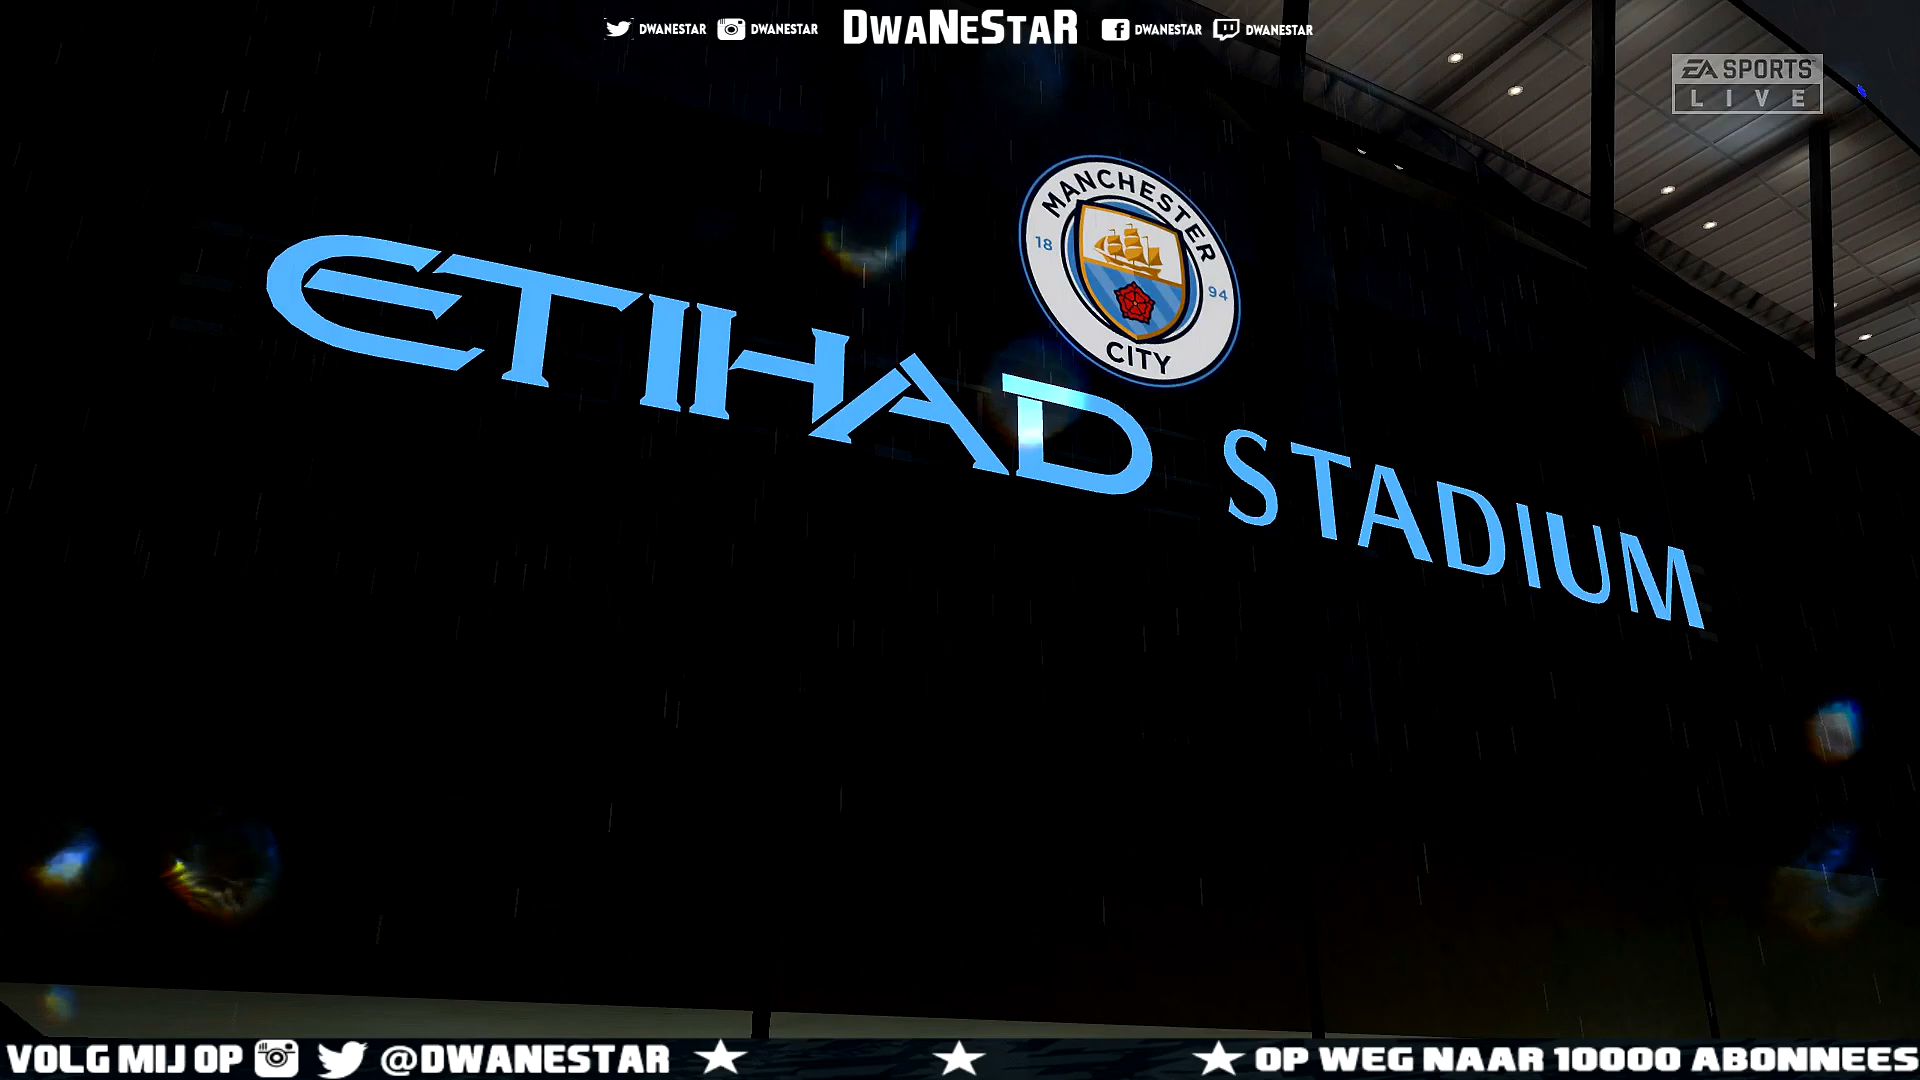 DWANESTAR DWANESTAR DWANESTAR DWANESTAR DWANESTAR
EA SPORTS
LIVE
MANCHESTER
18 94
CITY
ETIHAD STADIUM
VOLG MIJ OP @DWANESTAR OP WEG NAAR 10000 ABONNEES